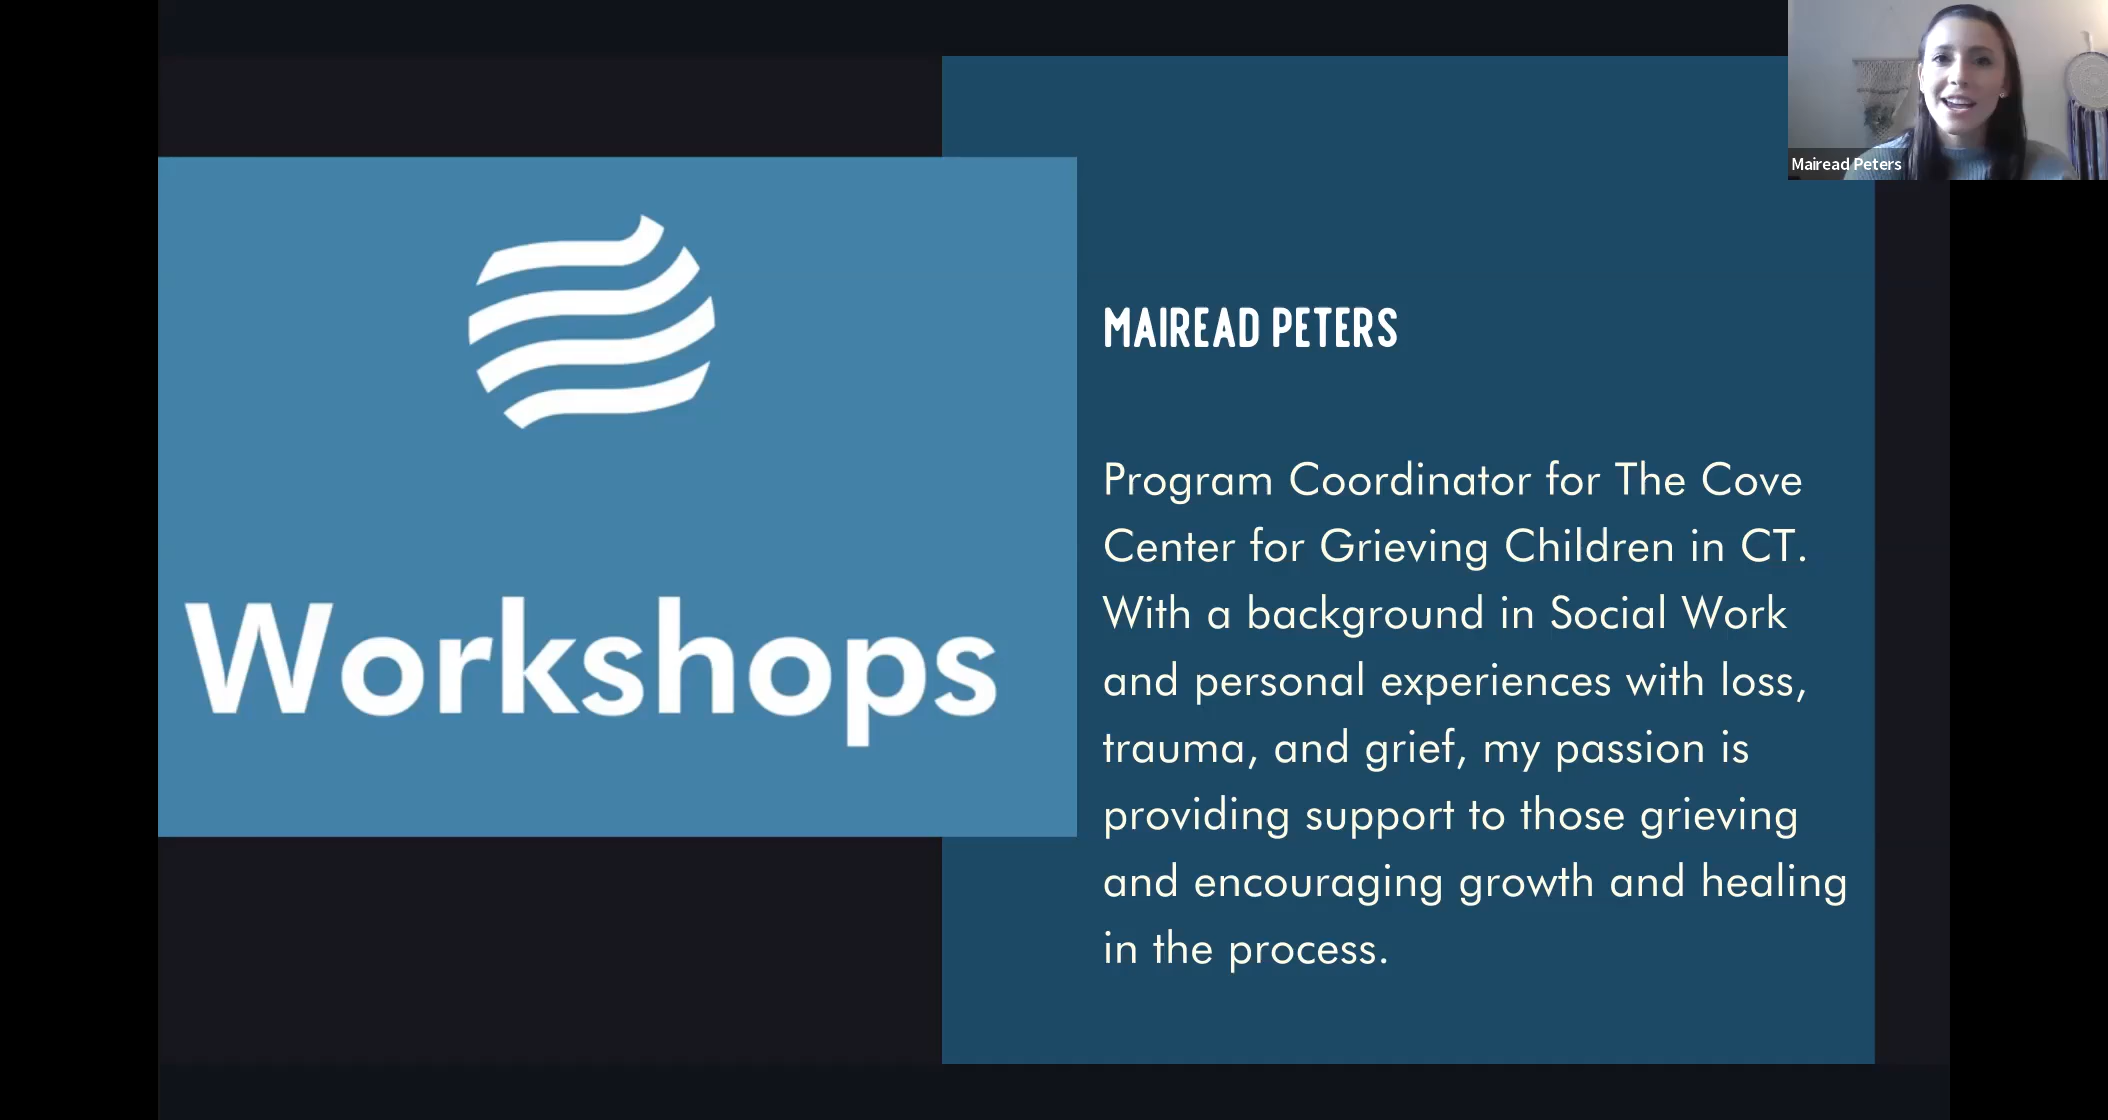 Mairead Peters
Workshops
MAIREAD PETERS
Program Coordinator for The Cove
Center for Grieving Children in CT.
With a background in Social Work
and personal experiences with loss,
trauma, and grief, my passion is
providing support to those grieving
and encouraging growth and healing
in the process.